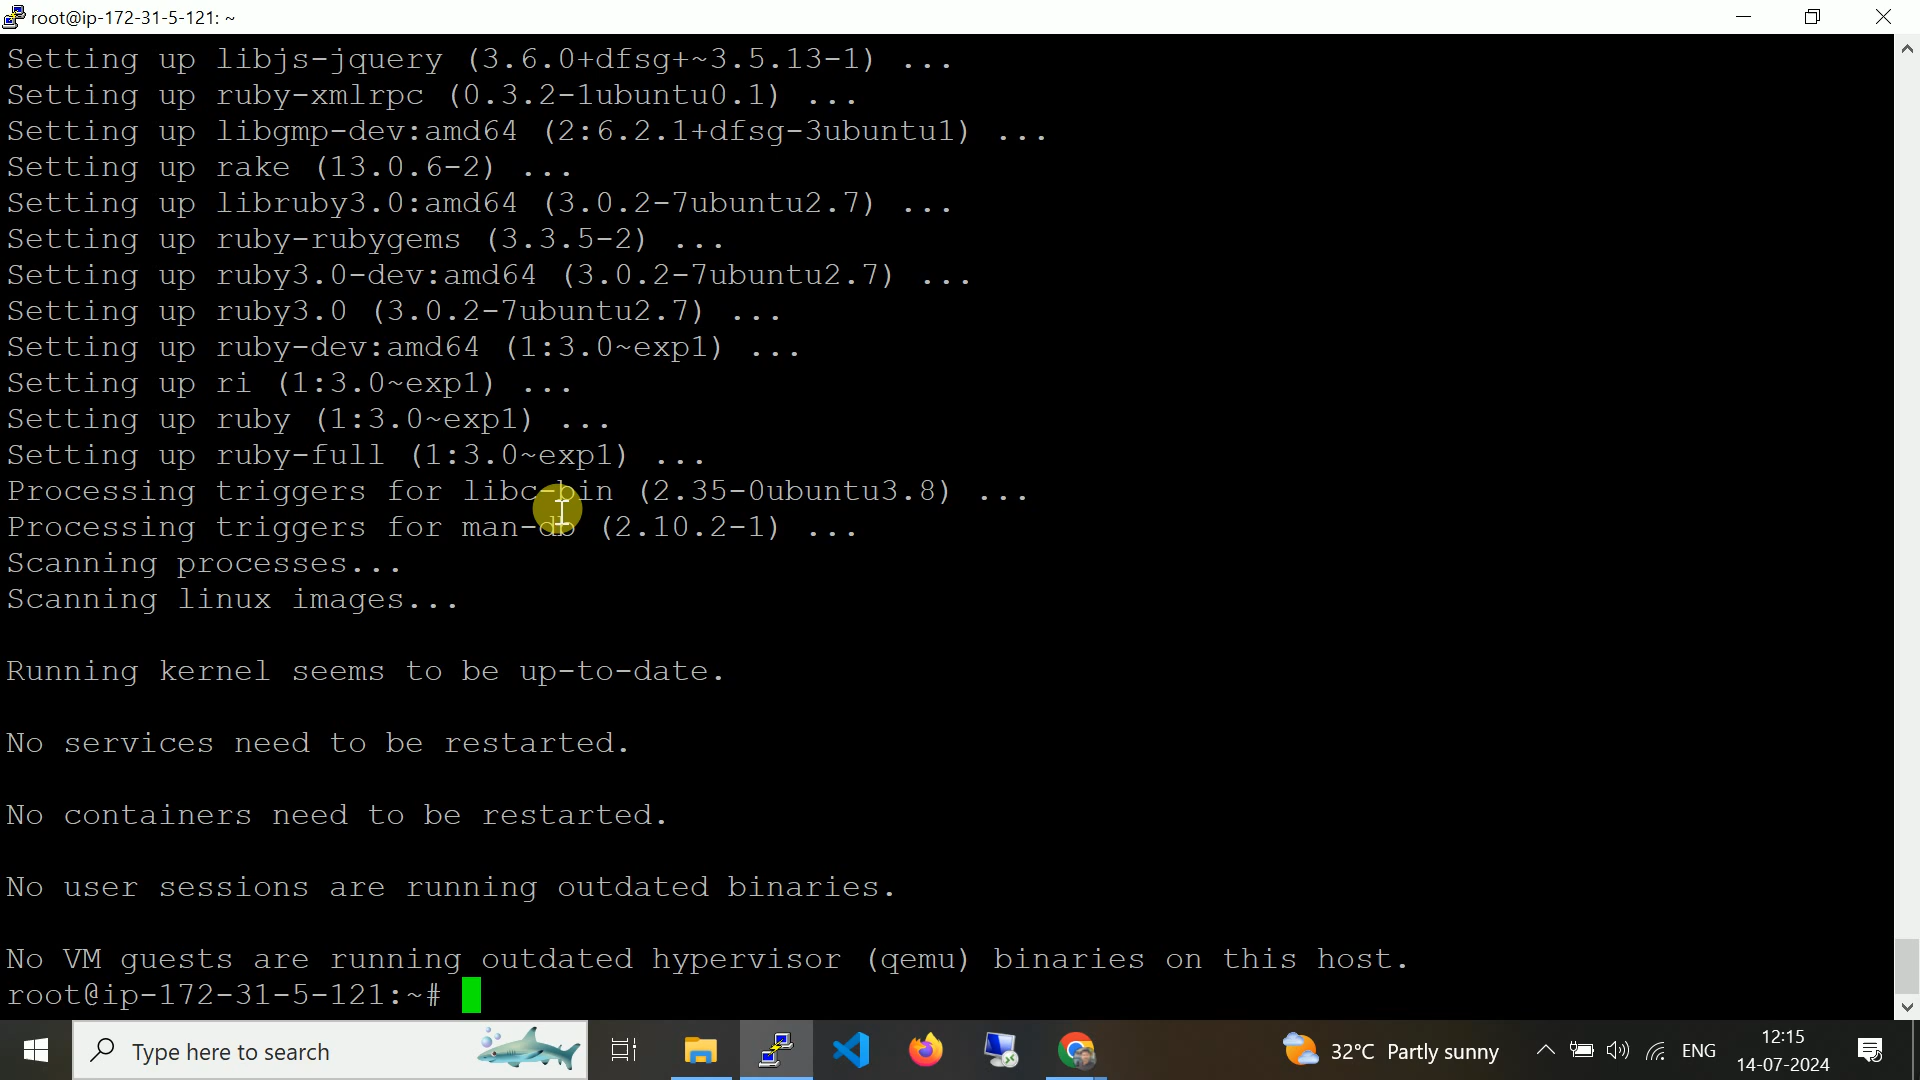 root@ip-172-31-5-121: ~
Setting up libjs-jquery (3.6.0+dfsg+~3.5.13-1) ...
Setting up ruby-xmlrpc (0.3.2-1ubuntu0.1) ...
Setting up libgmp-dev:amd64 (2:6.2.1+dfsg-3ubuntu1) ...
Setting up rake (13.0.6-2) ...
Setting up libruby3.0:amd64 (3.0.2-7ubuntu2.7) ...
Setting up ruby-rubygems (3.3.5-2) ...
Setting up ruby3.0-dev:amd64 (3.0.2-7ubuntu2.7) ...
Setting up ruby3.0 (3.0.2-7ubuntu2.7) ...
Setting up ruby-dev:amd64 (1:3.0~exp1) ...
Setting up ri (1:3.0~exp1) ...
Setting up ruby (1:3.0~exp1) ...
Setting up ruby-full (1:3.0~exp1) ...
Processing triggers for libc-bin (2.35-0ubuntu3.8) ...
Processing triggers for man-db (2.10.2-1) ...
Scanning processes...
Scanning linux images...
Running kernel seems to be up-to-date.
No services need to be restarted.
No containers need to be restarted.
No user sessions are running outdated binaries.
No VM guests are running outdated hypervisor (qemu) binaries on this host.
root@ip-172-31-5-121:~#
Type here to search
32°C Partly sunny
ENG
12:15
14-07-2024